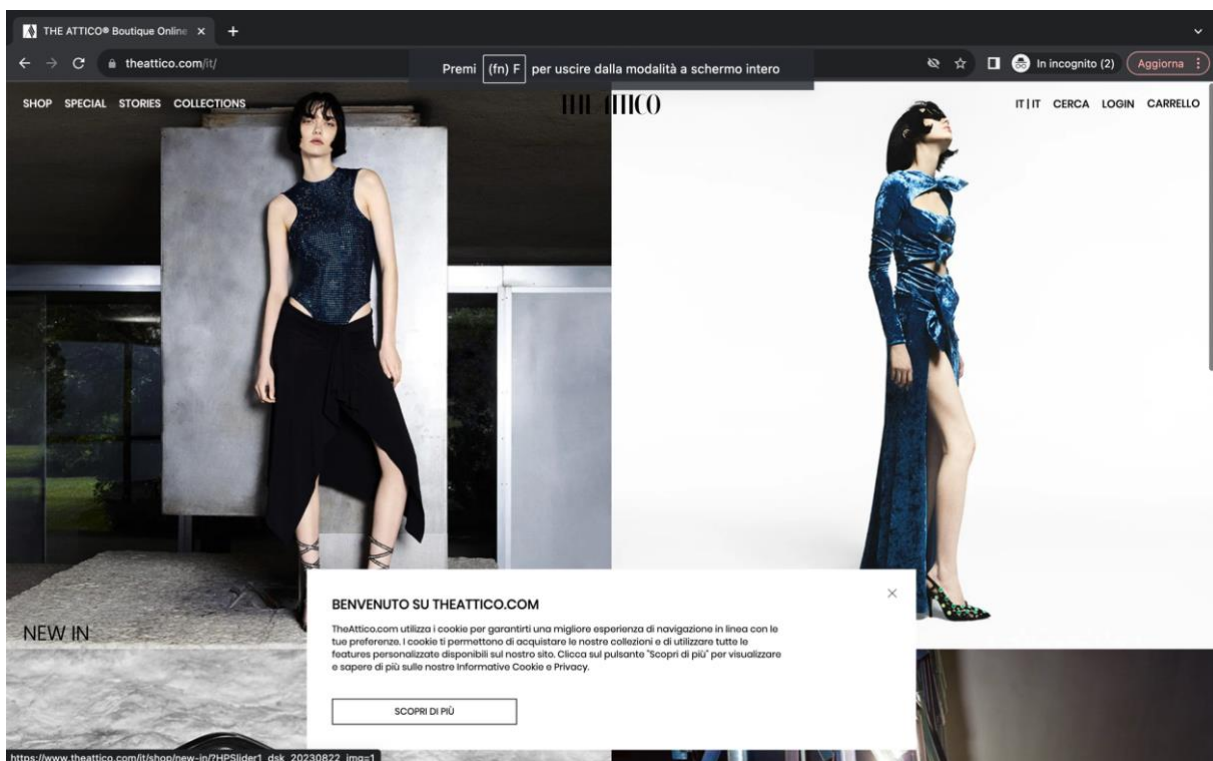 THE ATTICO® Boutique Online
theattico.com/it/
Premi (fn) F per uscire dalla modalità a schermo intero
In incognito (2)
Aggiorna
SHOP SPECIAL STORIES COLLECTIONS
THE ATTICO
IT | IT CERCA LOGIN CARRELLO
NEW IN
BENVENUTO SU THEATTICO.COM
TheAttico.com utilizza i cookie per garantirti una migliore esperienza di navigazione in linea con le
tue preferenze. I cookie ti permettono di acquistare le nostre collezioni e di utilizzare tutte le
features personalizzate disponibili sul nostro sito. Clicca sul pulsante "Scopri di più" per visualizzare
e sapere di più sulle nostre Informative Cookie e Privacy.
SCOPRI DI PIÙ
https://www.theattico.com/it/shop/new-in/?HPSlider1_dsk_20230822_img=1